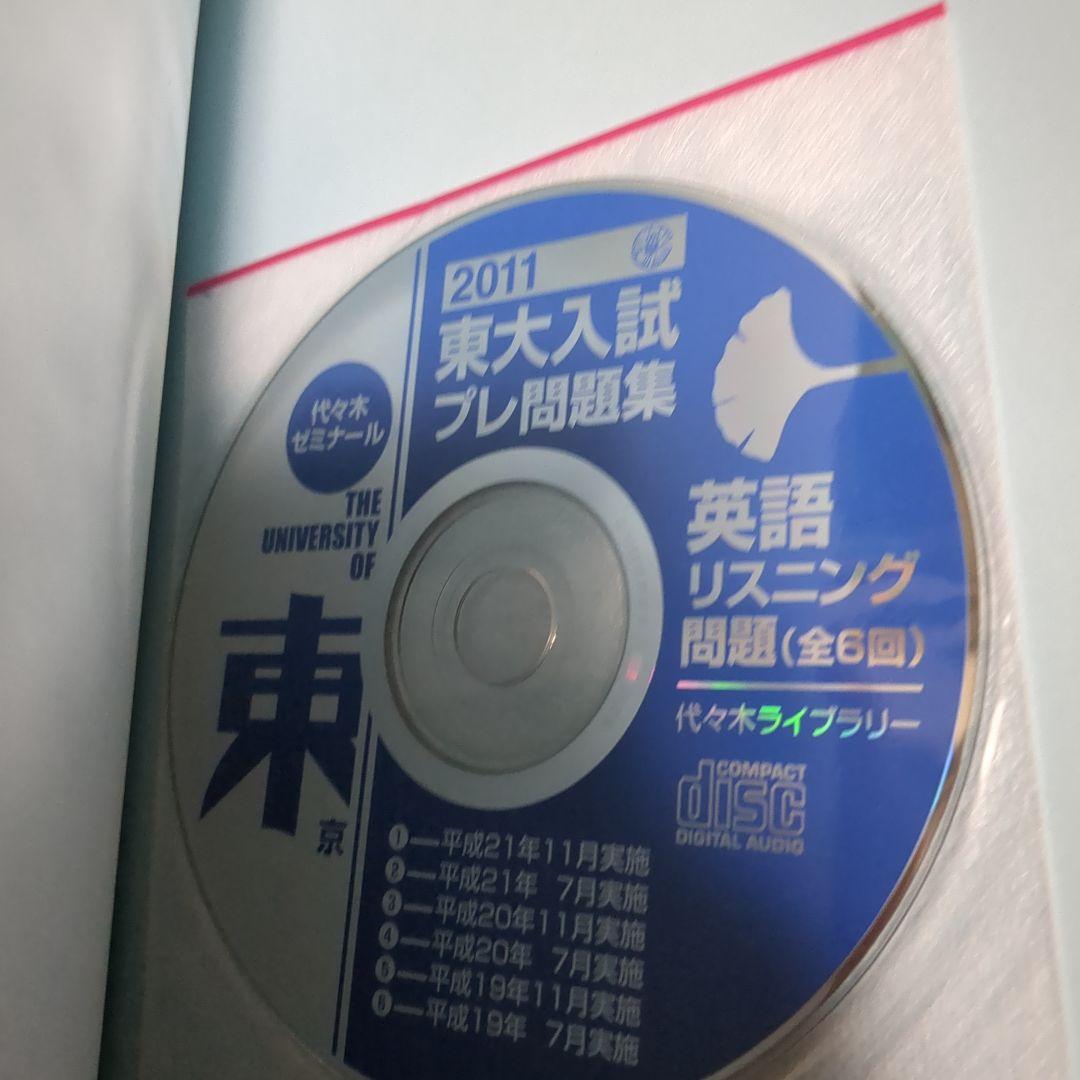 2011
東大入試
プレ問題集
代々木
ゼミナール
THE
UNIVERSITY
OF
東
京
英語
リスニング
問題(全6回)
代々木ライブラリー
COMPACT
disc
DIGITAL AUDIO
❶—平成21年11月実施
❷—平成21年 7月実施
❸—平成20年11月実施
❹—平成20年 7月実施
❺—平成19年11月実施
❻—平成19年 7月実施